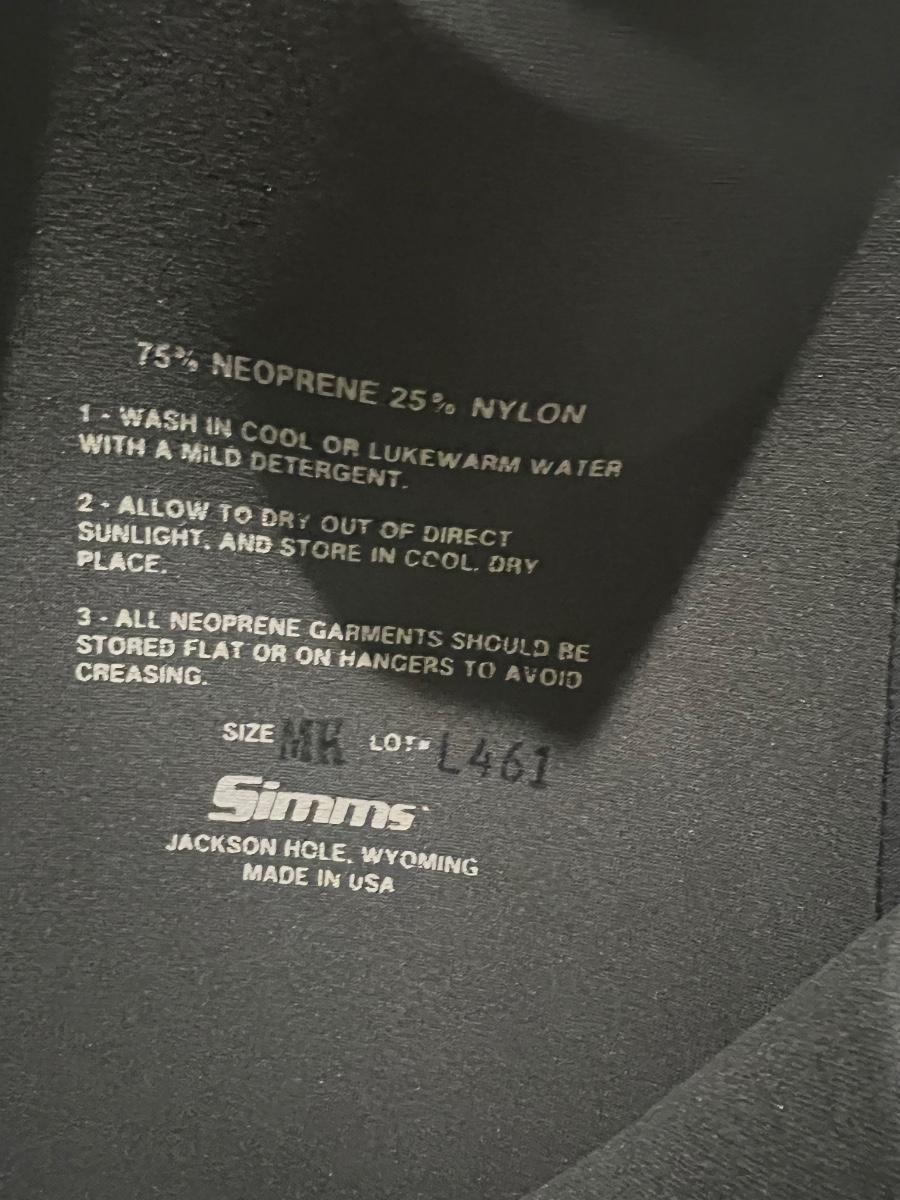 75% NEOPRENE 25% NYLON
1 - WASH IN COOL OR LUKEWARM WATER
WITH A MILD DETERGENT.
2 - ALLOW TO DRY OUT OF DIRECT
SUNLIGHT, AND STORE IN COOL, DRY
PLACE.
3 - ALL NEOPRENE GARMENTS SHOULD BE
STORED FLAT OR ON HANGERS TO AVOID
CREASING.
SIZE MK LOT# L461
Simms
JACKSON HOLE, WYOMING
MADE IN USA